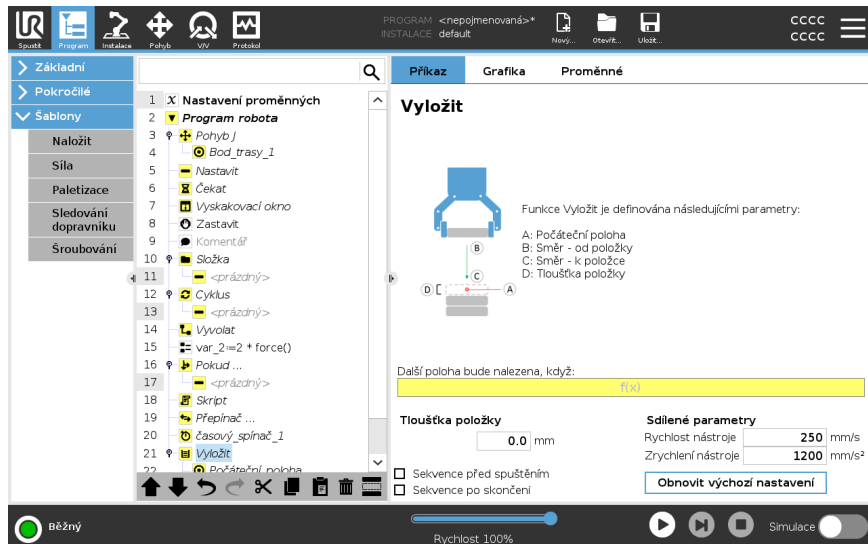 PROGRAM <nepojmenovaná>*
INSTALACE default
CCCC
CCCC
Spustit
Program
Instalace
Pohyb
V/V
Protokol
Nový...
Otevřít...
Uložit...
Základní
Pokročilé
Šablony
Naložit
Síla
Paletizace
Sledování
dopravníku
Šroubování
1 x Nastavení proměnných
2 Program robota
3 Pohyb J
4 Bod_trasy_1
5 Nastavit
6 Čekat
7 Vyskakovací okno
8 Zastavit
9 Komentář
10 Složka
11 <prázdný>
12 Cyklus
13 <prázdný>
14 Vyvolat
15 var_2:=2 * force()
16 Pokud ...
17 <prázdný>
18 Skript
19 Přepínač ...
20 časový_spínač_1
21 Vyložit
22 Počáteční_poloha
Příkaz
Grafika
Proměnné
Vyložit
B
C
D
A
Funkce Vyložit je definována následujícími parametry:
A: Počáteční poloha
B: Směr - od položky
C: Směr - k položce
D: Tloušťka položky
Další poloha bude nalezena, když:
f(x)
Tloušťka položky
0.0 mm
Sekvence před spuštěním
Sekvence po skončení
Sdílené parametry
Rychlost nástroje 250 mm/s
Zrychlení nástroje 1200 mm/s²
Obnovit výchozí nastavení
Běžný
Rychlost 100%
Simulace